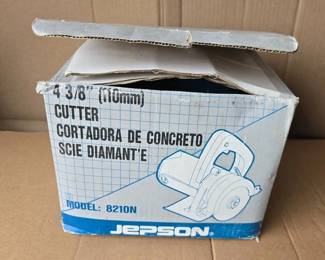 4 3/8" (110mm)
CUTTER
CORTADORA DE CONCRETO
SCIE DIAMANT'E
MODEL: 8210N
JEPSON®